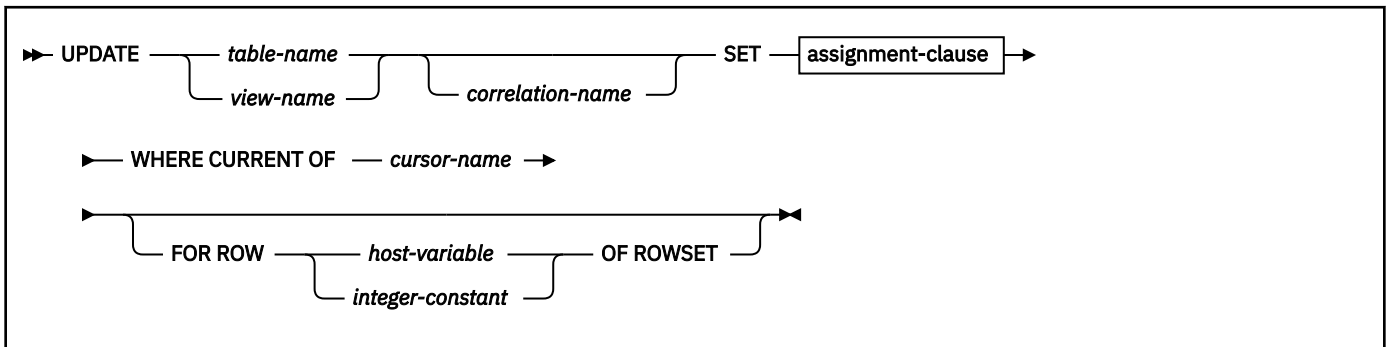 UPDATE table-name SET assignment-clause
view-name correlation-name
WHERE CURRENT OF cursor-name
FOR ROW host-variable OF ROWSET
integer-constant